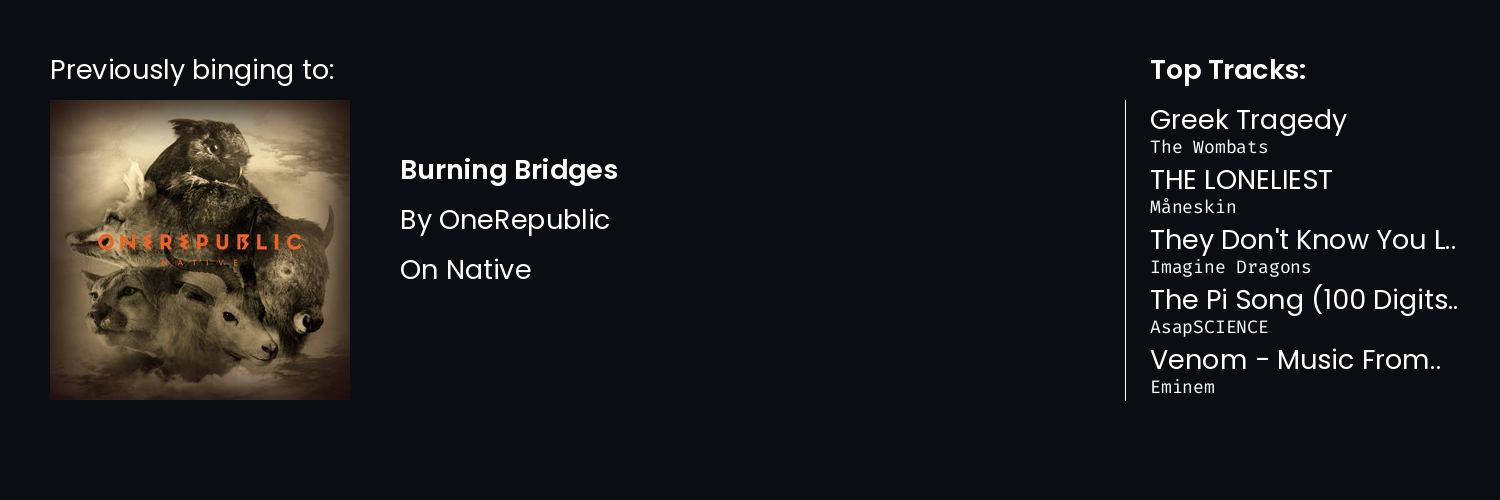 Previously binging to:
ONEREPUBLIC
NATIVE
Burning Bridges
By OneRepublic
On Native
Top Tracks:
Greek Tragedy
The Wombats
THE LONELIEST
Måneskin
They Don't Know You L..
Imagine Dragons
The Pi Song (100 Digits..
AsapSCIENCE
Venom - Music From..
Eminem